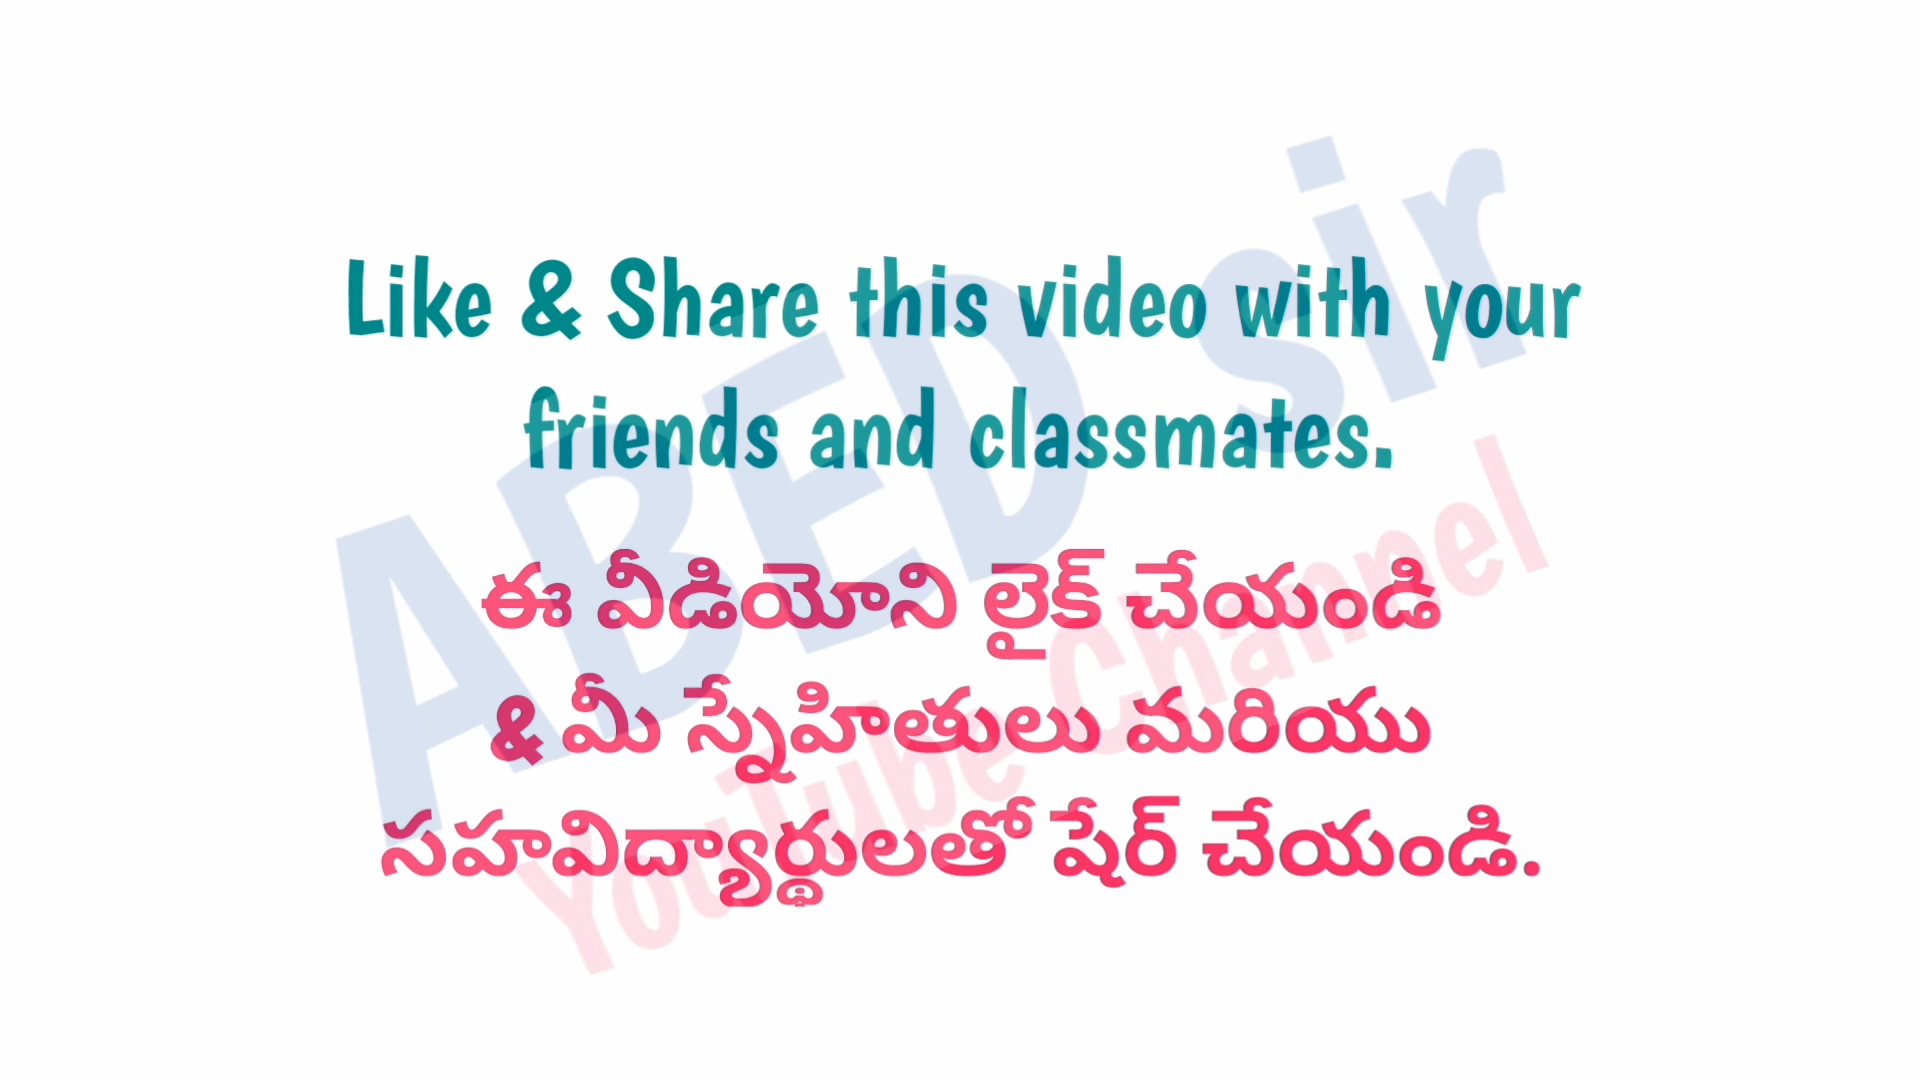 Like & Share this video with your
friends and classmates.
ఈ వీడియోని లైక్ చేయండి
& మీ స్నేహితులు మరియు
సహవిద్యార్థులతో షేర్ చేయండి.
ABED sir
YouTube Channel